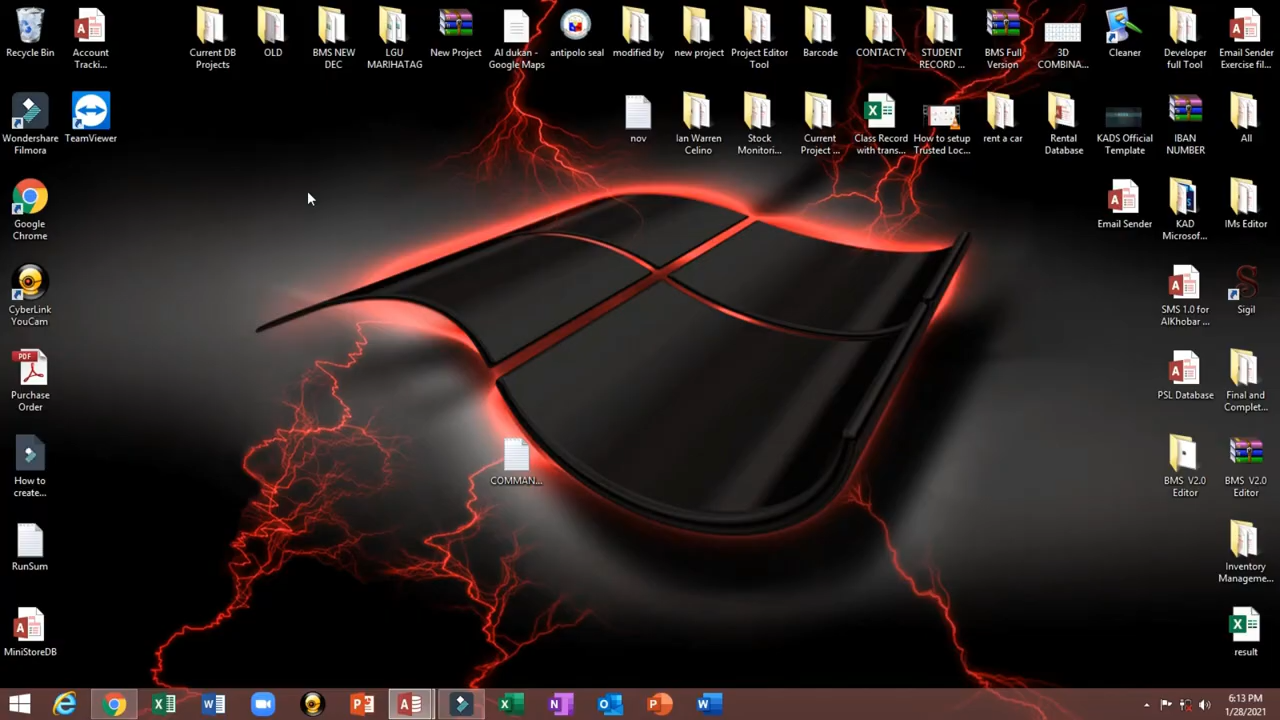 Recycle Bin
Account
Tracki...
Current DB
Projects
OLD
BMS NEW
DEC
LGU
MARIHATAG
New Project
Al dukan -
Google Maps
antipolo seal
modified by
new project
Project Editor
Tool
Barcode
CONTACTY
STUDENT
RECORD ...
BMS Full
Version
3D
COMBINA...
Cleaner
Developer
full Tool
Email Sender
Exercise fil...
Wondershare
Filmora
TeamViewer
nov
Ian Warren
Celino
Stock
Monitori...
Current
Project ...
Class Record
with trans...
How to setup
Trusted Loc...
rent a car
Rental
Database
KADS Official
Template
IBAN
NUMBER
All
Google
Chrome
Email Sender
KAD
Microsof...
IMs Editor
CyberLink
YouCam
SMS 1.0 for
AlKhobar ...
Sigil
PDF
Purchase
Order
PSL Database
Final and
Complet...
How to
create...
COMMAN...
BMS V2.0
Editor
BMS V2.0
Editor
RunSum
Inventory
Manageme...
MiniStoreDB
result
6:13 PM
1/28/2021